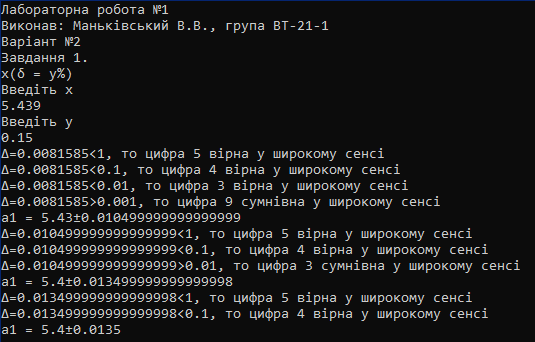 Лабораторна робота №1
Виконав: Маньківський В.В., група ВТ-21-1
Варіант №2
Завдання 1.
x(δ = y%)
Введіть x
5.439
Введіть y
0.15
Δ=0.0081585<1, то цифра 5 вірна у широкому сенсі
Δ=0.0081585<0.1, то цифра 4 вірна у широкому сенсі
Δ=0.0081585<0.01, то цифра 3 вірна у широкому сенсі
Δ=0.0081585>0.001, то цифра 9 сумнівна у широкому сенсі
a1 = 5.43±0.010499999999999999
Δ=0.010499999999999999<1, то цифра 5 вірна у широкому сенсі
Δ=0.010499999999999999<0.1, то цифра 4 вірна у широкому сенсі
Δ=0.010499999999999999>0.01, то цифра 3 сумнівна у широкому сенсі
a1 = 5.4±0.013499999999999998
Δ=0.013499999999999998<1, то цифра 5 вірна у широкому сенсі
Δ=0.013499999999999998<0.1, то цифра 4 вірна у широкому сенсі
a1 = 5.4±0.0135